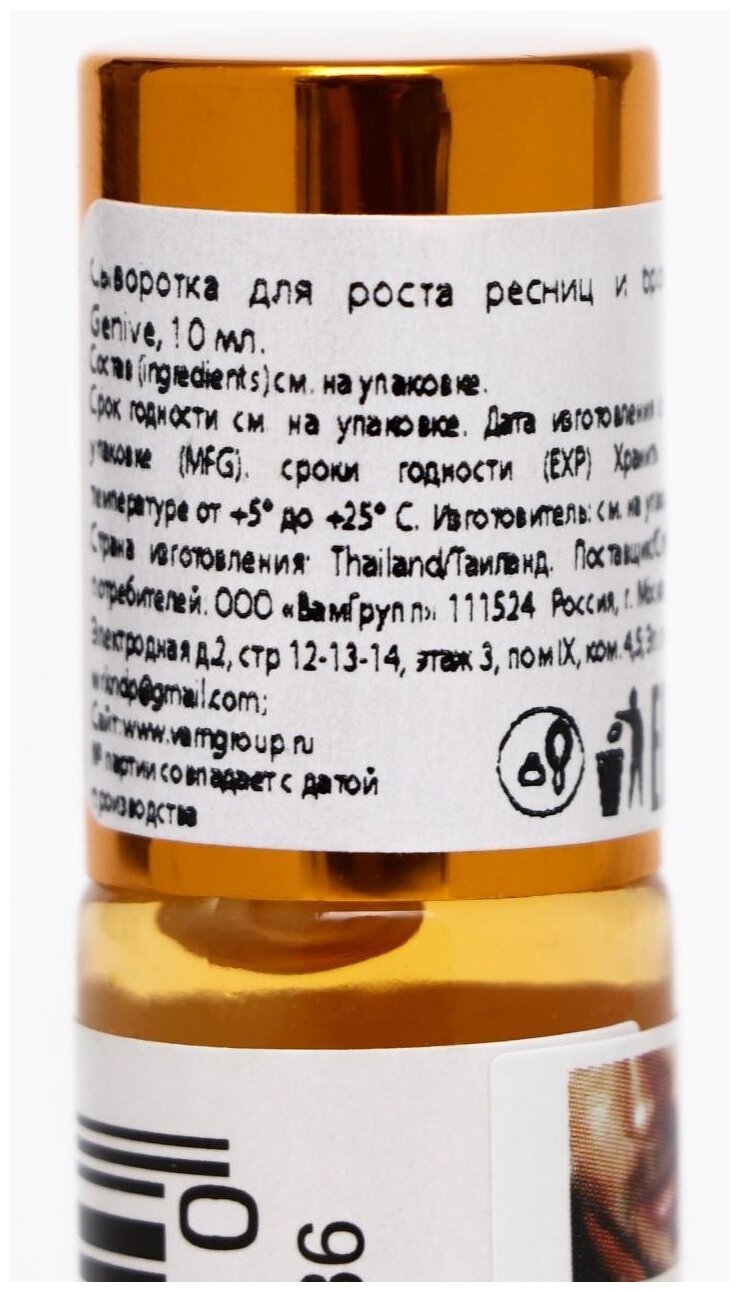 Сыворотка для роста ресниц и
Genive, 10 мл.
Состав (ingredients) см. на упаковке.
Срок годности см на упаковке. Дата изготовления
упаковке (MFG). сроки годности (EXP) Хранить
температуре от +5° до +25° С. Изготовитель: см. на
Страна изготовления: Thailand/Таиланд.
потребителей. ООО «ВамГрупп» 111524 Россия, г.
Электродная д.2, стр 12-13-14, этаж 3, пом IX, ком. 4,5,
Сайт: www.vamgroup.ru
№ партии совпадает с датой
производства
0